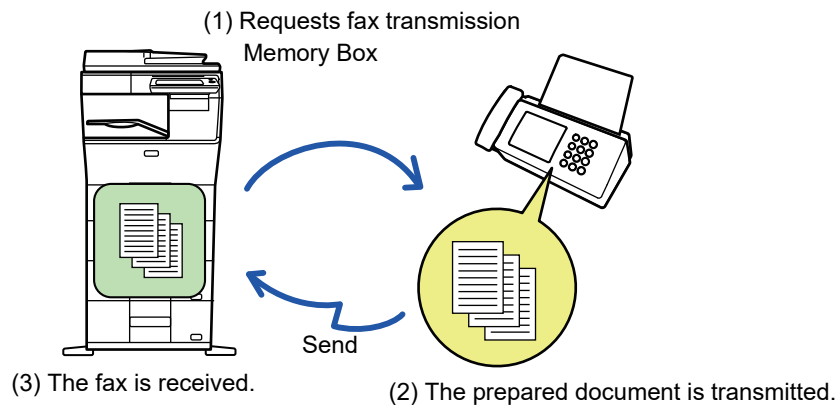 (1) Requests fax transmission
Memory Box
Send
(3) The fax is received.
(2) The prepared document is transmitted.